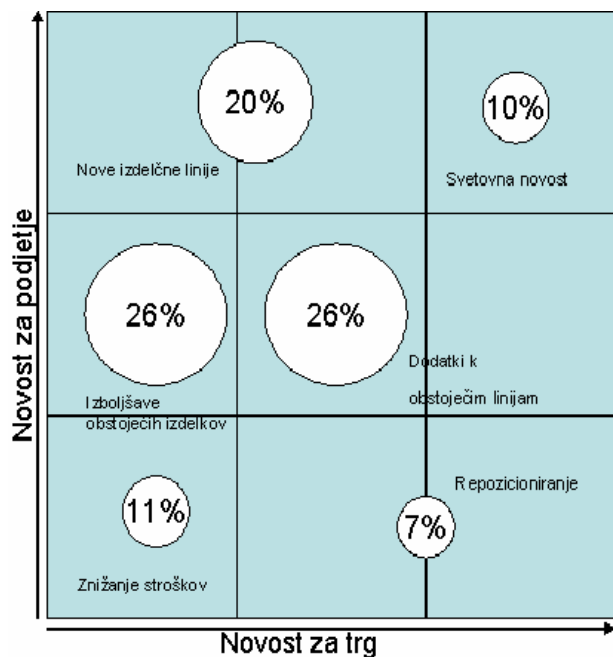 Novost za podjetje
20%
10%
Nove izdelčne linije
Svetovna novost
26%
26%
Dodatki k
obstoječim linijam
Izboljšave
obstoječih izdelkov
11%
7%
Repozicioniranje
Znižanje stroškov
Novost za trg